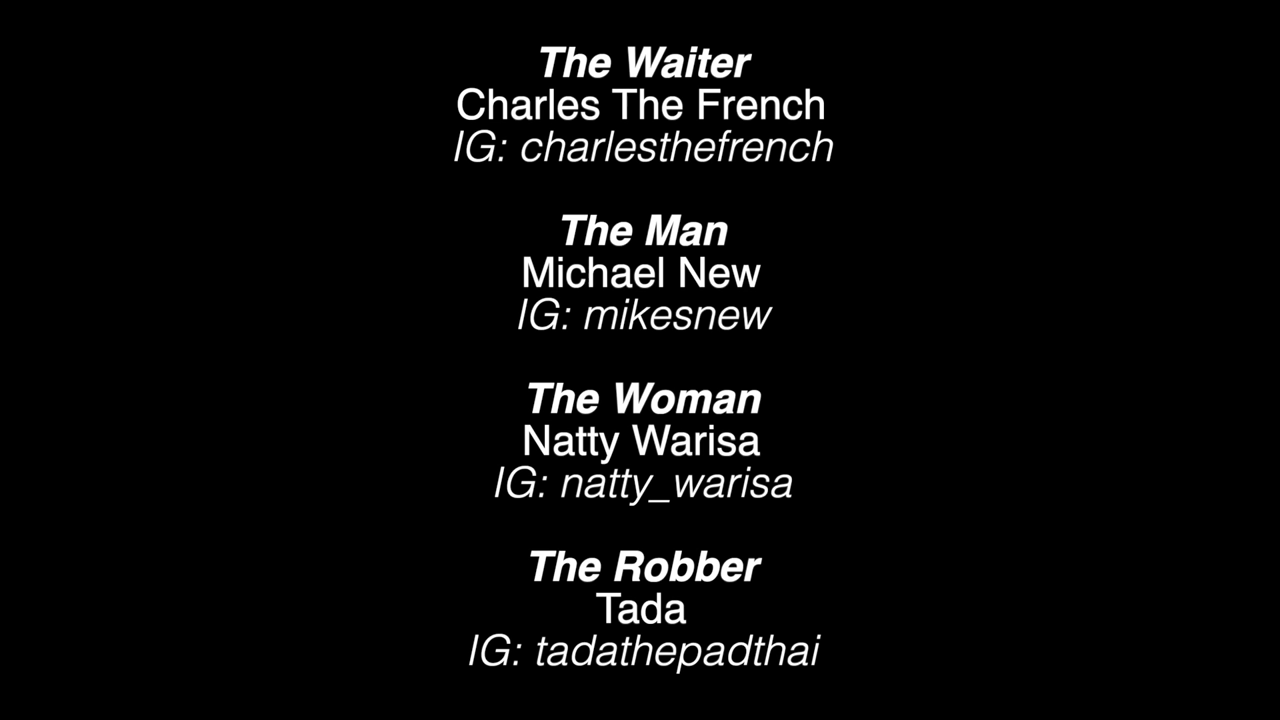 The Waiter
Charles The French
IG: charlesthefrench
The Man
Michael New
IG: mikesnew
The Woman
Natty Warisa
IG: natty_warisa
The Robber
Tada
IG: tadathepadthai